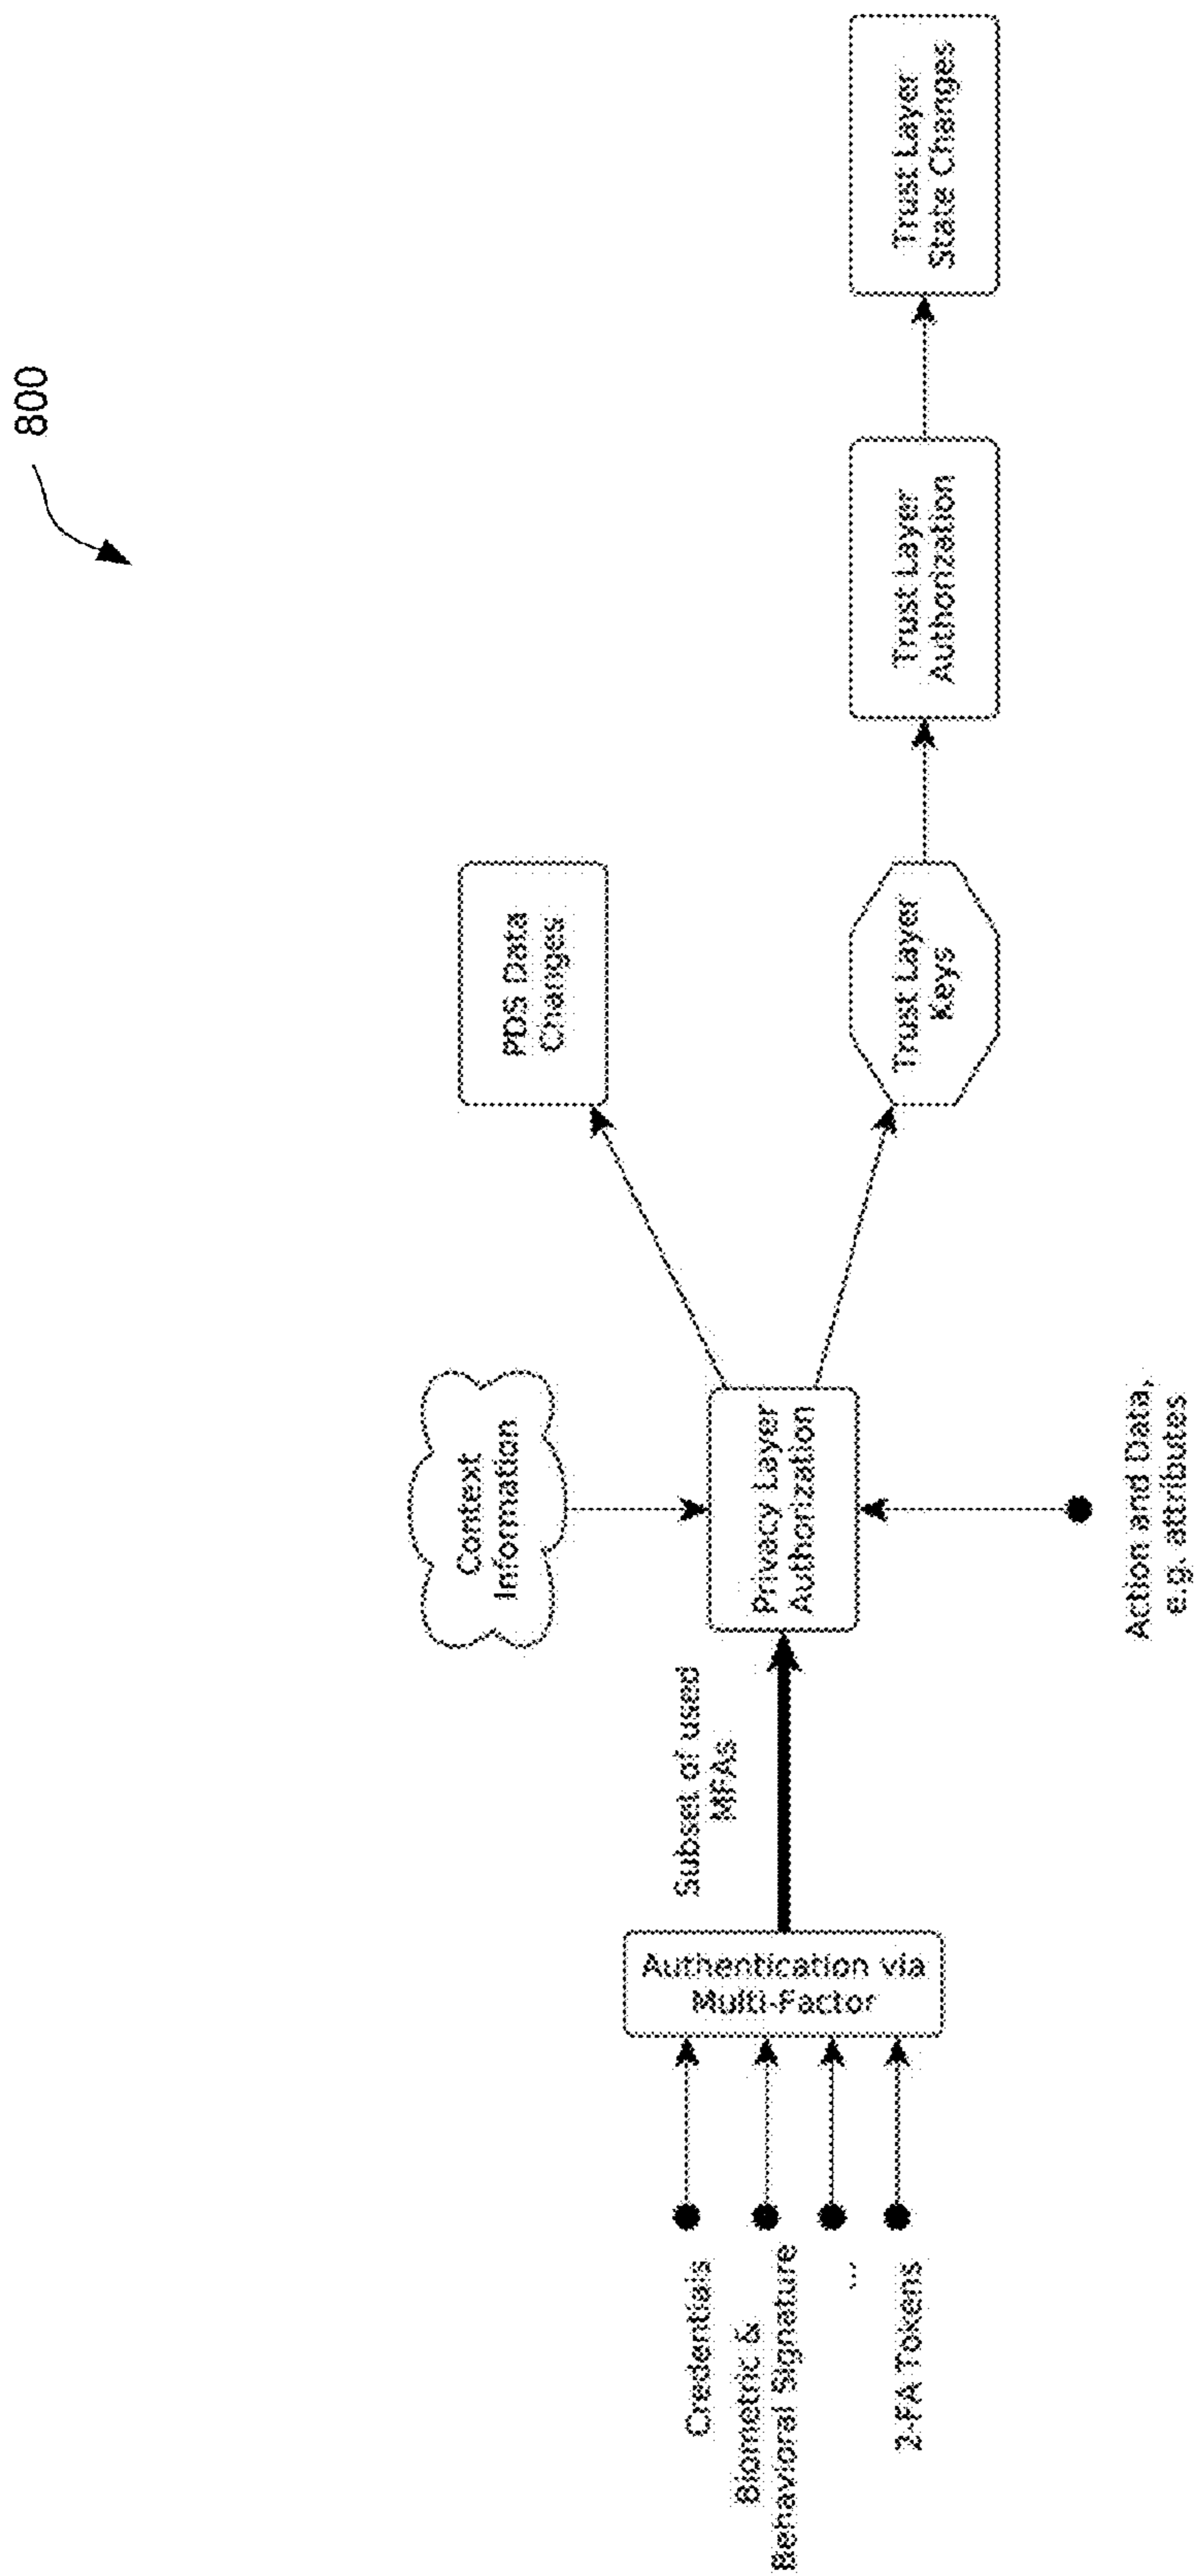 800
Credentials
Biometric &
Behavioral Signature
...
2-FA Tokens
Authentication via
Multi-Factor
Subset of used
MFAs
Context
Information
Privacy Layer
Authorization
Action and Data,
e.g. attributes
PDS Data
Changes
Trust Layer
Keys
Trust Layer
Authorization
Trust Layer
State Changes